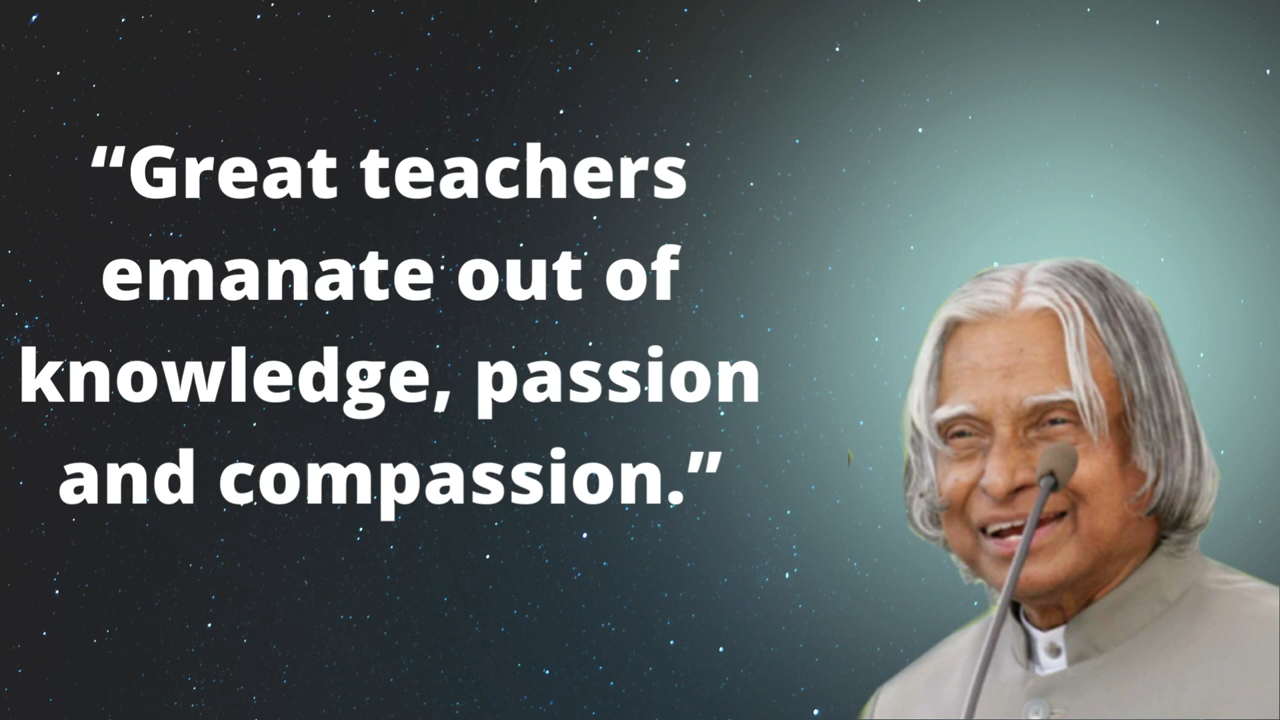 “Great teachers
emanate out of
knowledge, passion
and compassion.”